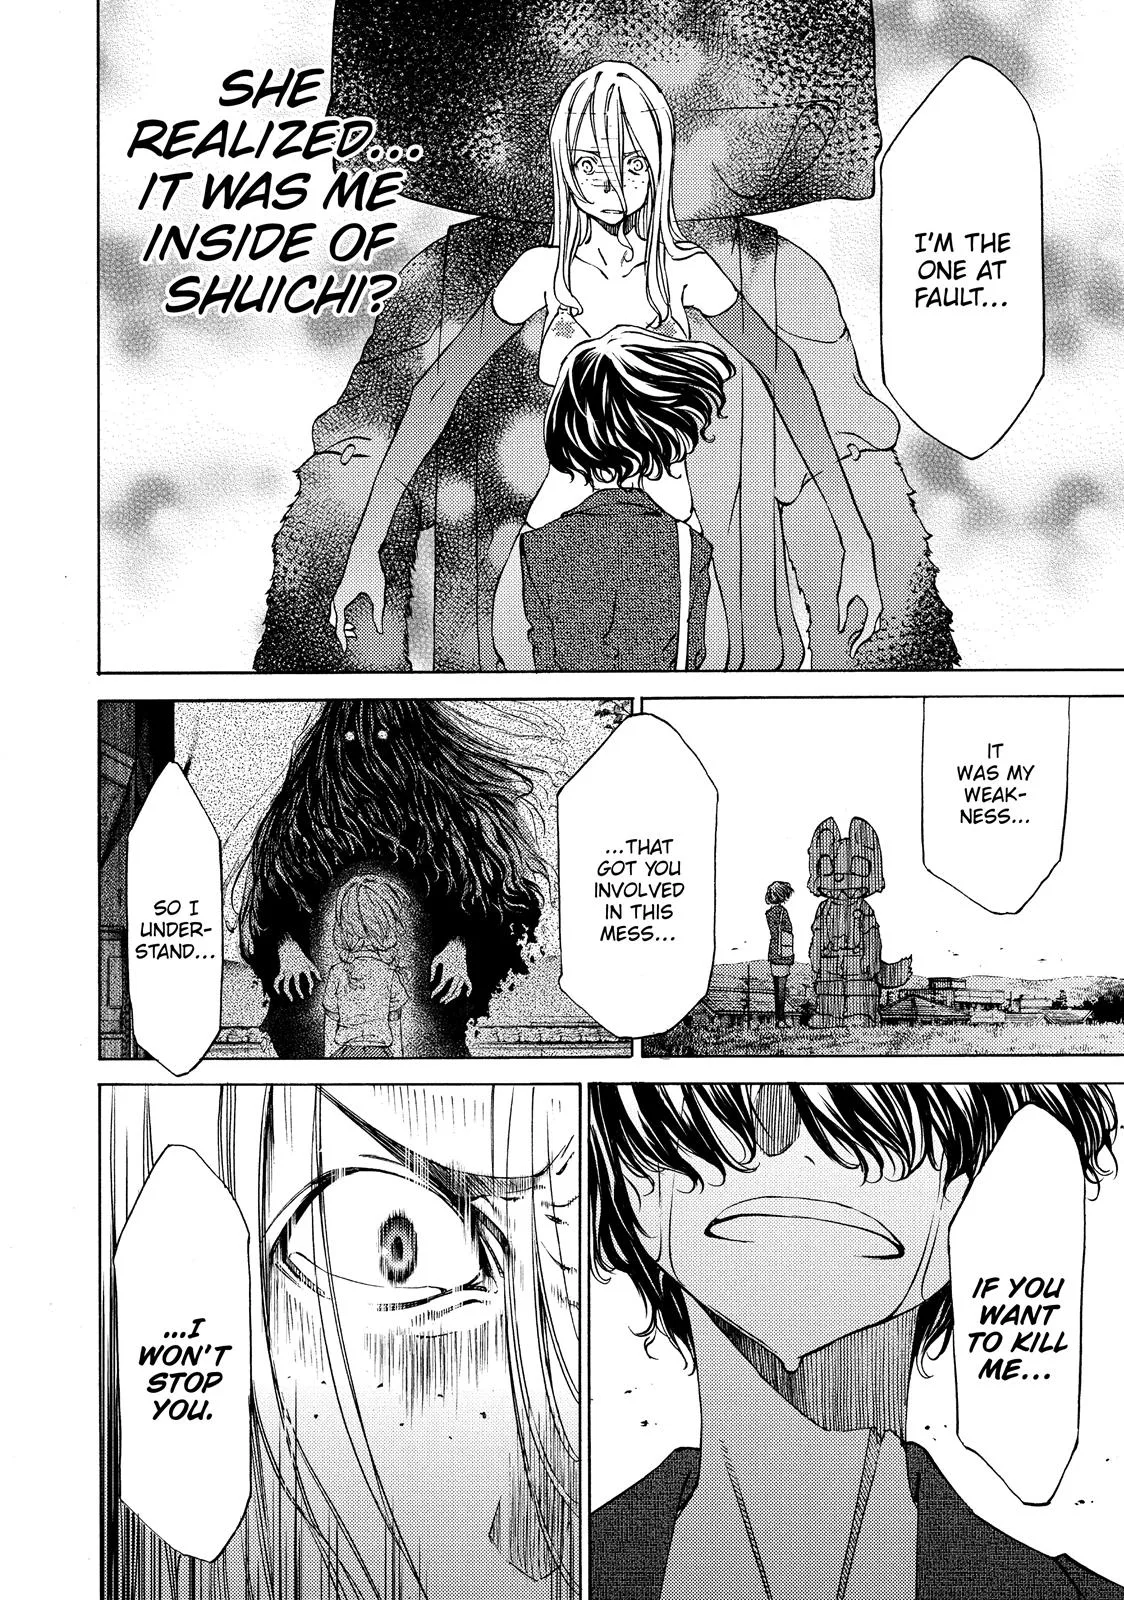 I'M THE
ONE AT
FAULT...
SHE
REALIZED...
IT WAS ME
INSIDE OF
SHUICHI?
IT
WAS MY
WEAK-
NESS...
...THAT
GOT YOU
INVOLVED
IN THIS
MESS...
SO I
UNDER-
STAND...
IF YOU
WANT
TO KILL
ME...
...I
WON'T
STOP
YOU.